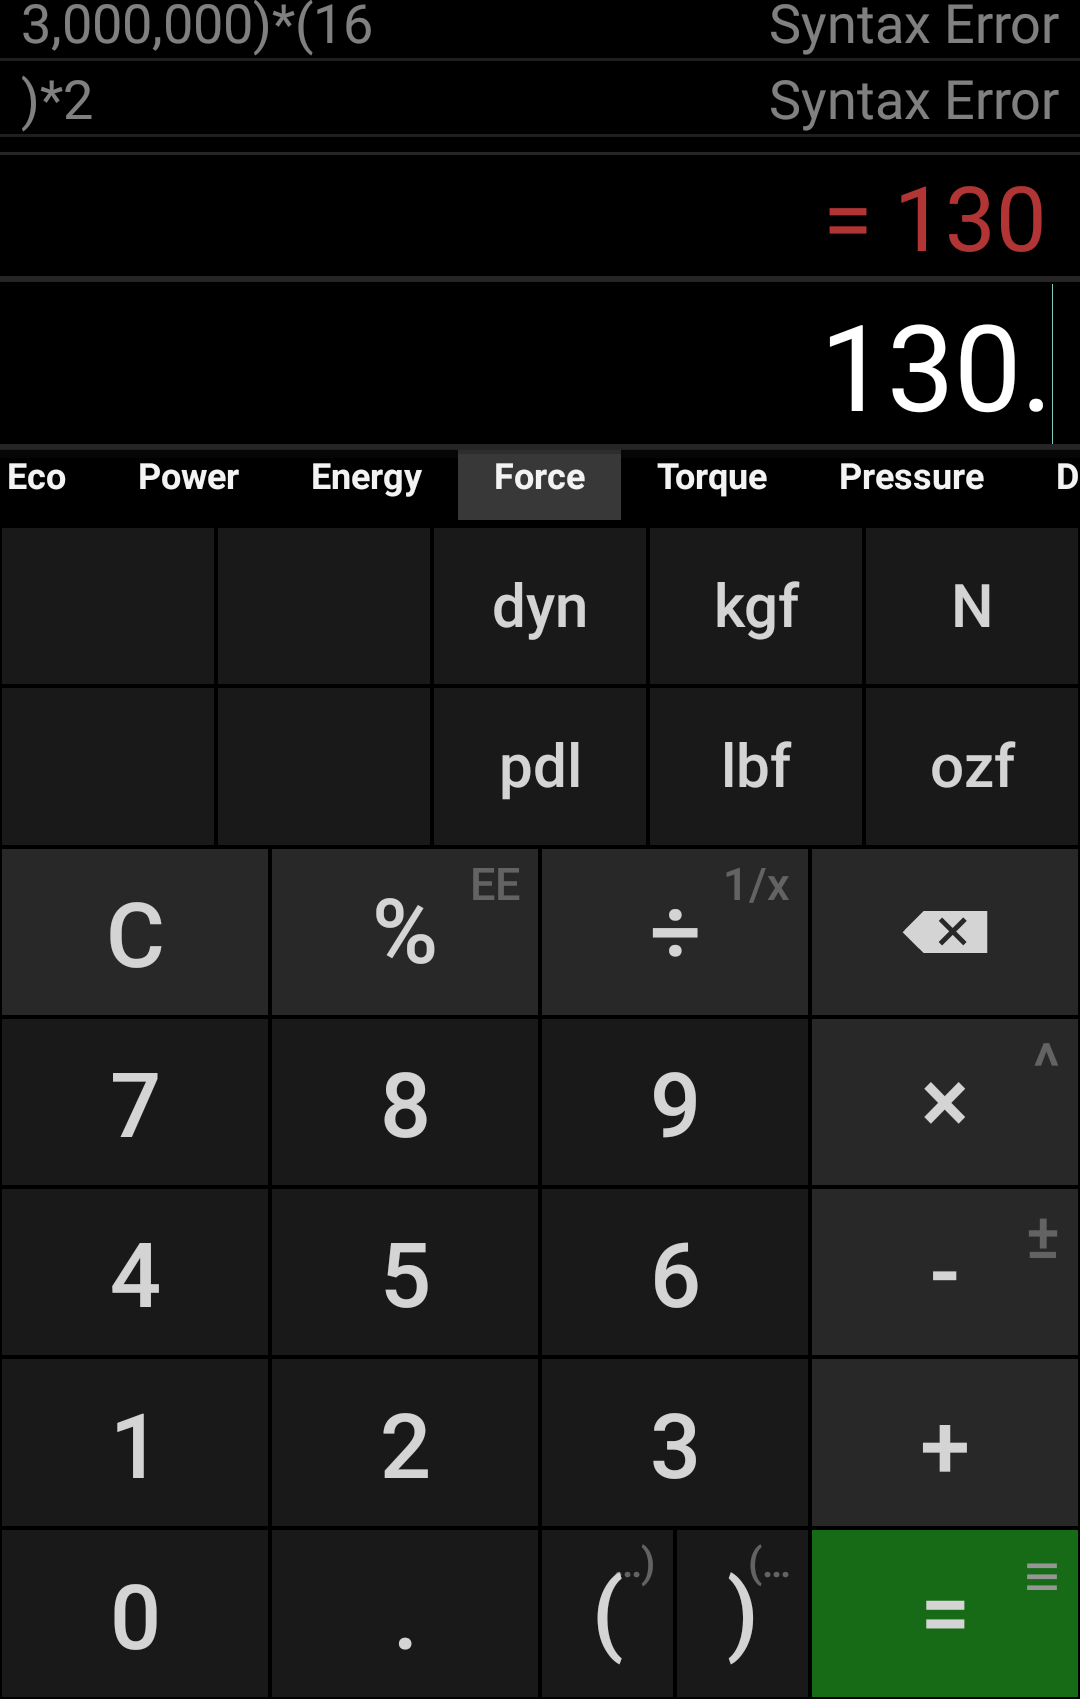 3,000,000)*(16 Syntax Error
)*2 Syntax Error
= 130
130.
Eco Power Energy Force Torque Pressure D
dyn kgf N
pdl lbf ozf
C % EE ÷ 1/x
7 8 9 × ^
4 5 6 - ±
1 2 3 +
0 . ( ..) ) (... = ≡